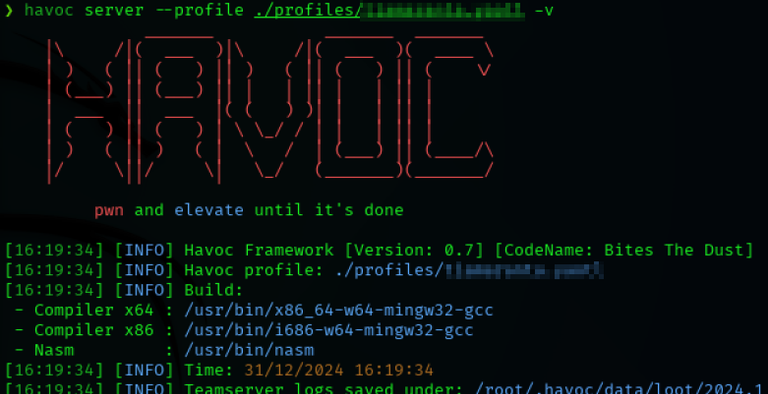 ❯ havoc server --profile ./profiles/ -v
HAVOC
pwn and elevate until it's done
[16:19:34] [INFO] Havoc Framework [Version: 0.7] [CodeName: Bites The Dust]
[16:19:34] [INFO] Havoc profile: ./profiles/
[16:19:34] [INFO] Build:
- Compiler x64 : /usr/bin/x86_64-w64-mingw32-gcc
- Compiler x86 : /usr/bin/i686-w64-mingw32-gcc
- Nasm : /usr/bin/nasm
[16:19:34] [INFO] Time: 31/12/2024 16:19:34
[16:19:34] [INFO] Teamserver logs saved under: /root/.havoc/data/loot/2024.1